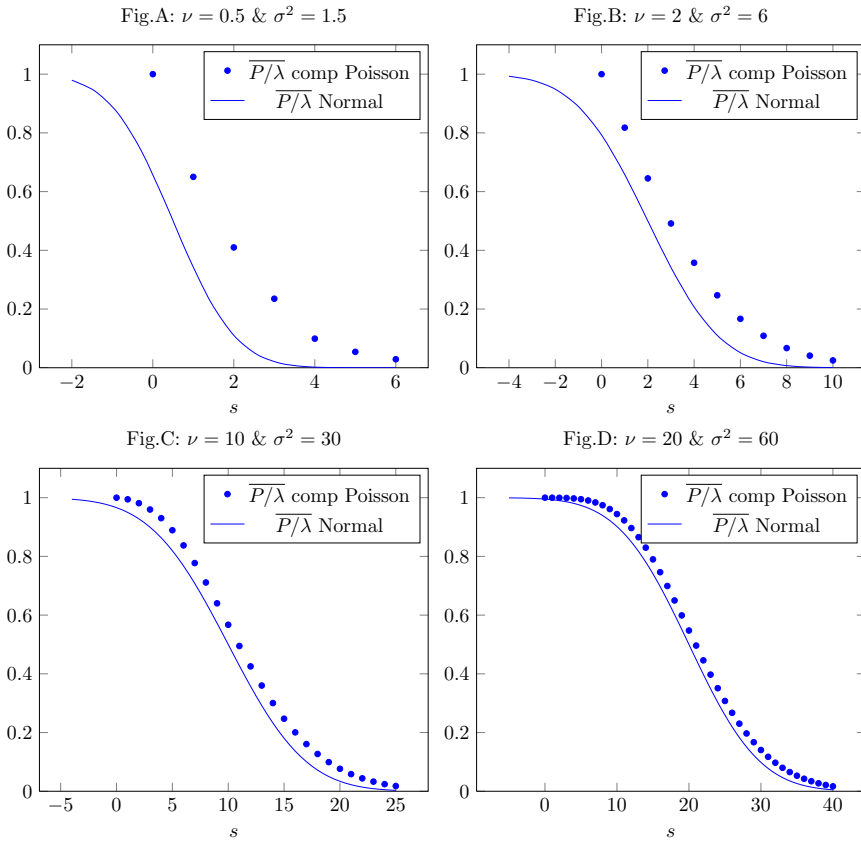 Fig.A: ν = 0.5 & σ² = 1.5
P/λ comp Poisson
P/λ Normal
1
0.8
0.6
0.4
0.2
0
−2 0 2 4 6
s
Fig.B: ν = 2 & σ² = 6
P/λ comp Poisson
P/λ Normal
1
0.8
0.6
0.4
0.2
0
−4 −2 0 2 4 6 8 10
s
Fig.C: ν = 10 & σ² = 30
P/λ comp Poisson
P/λ Normal
1
0.8
0.6
0.4
0.2
0
−5 0 5 10 15 20 25
s
Fig.D: ν = 20 & σ² = 60
P/λ comp Poisson
P/λ Normal
1
0.8
0.6
0.4
0.2
0
0 10 20 30 40
s